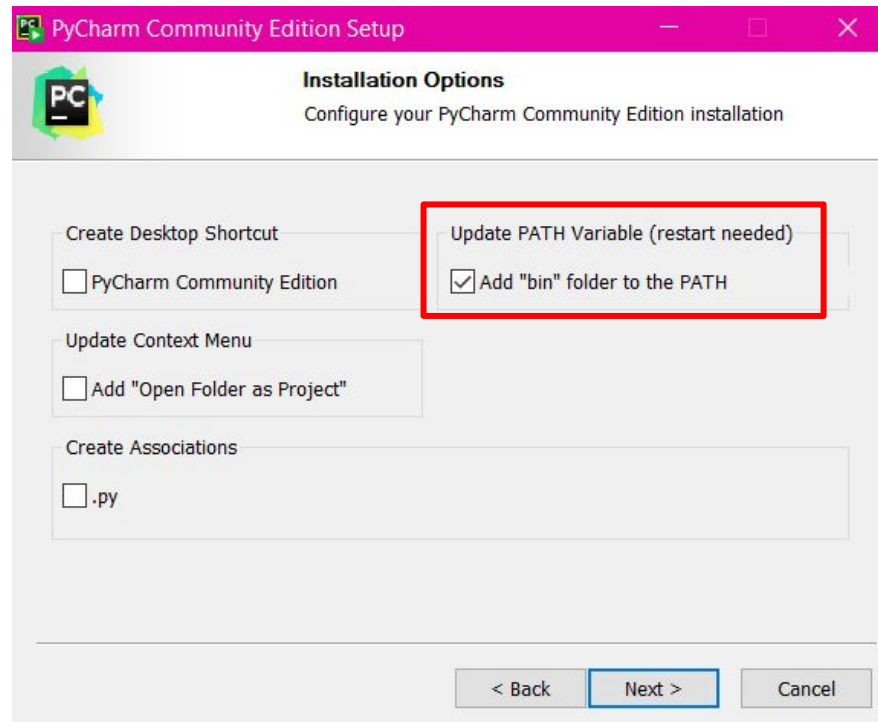 PyCharm Community Edition Setup
PC
Installation Options
Configure your PyCharm Community Edition installation
Create Desktop Shortcut
PyCharm Community Edition
Update PATH Variable (restart needed)
Add "bin" folder to the PATH
Update Context Menu
Add "Open Folder as Project"
Create Associations
.py
< Back
Next >
Cancel